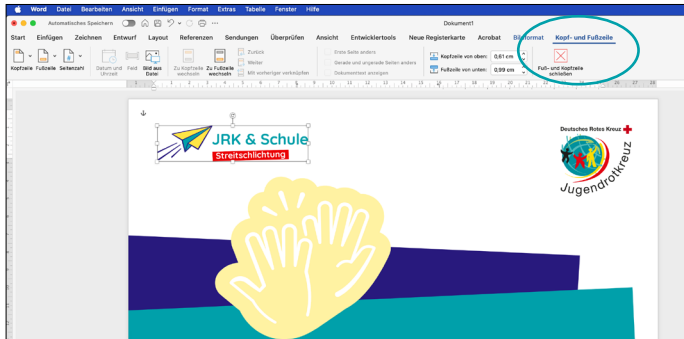 Word Datei Bearbeiten Ansicht Einfügen Format Extras Tabelle Fenster Hilfe
Automatisches Speichern Dokument1
Start Einfügen Zeichnen Entwurf Layout Referenzen Sendungen Überprüfen Ansicht Entwicklertools Neue Registerkarte Acrobat Bildformat Kopf- und Fußzeile
Zurück Erste Seite anders Kopfzeile von oben: 0,81 cm
Weiter Gerade und ungerade Seiten anders
Kopfzeile Fußzeile Seitenzahl Datum und Uhrzeit Feld Bild aus Datei Zu Kopfzeile wechseln Zu Fußzeile wechseln Mit vorheriger verknüpfen Dokumenttext anzeigen Fußzeile von unten: 0,99 cm Fuß- und Kopfzeile schließen
JRK & Schule
Streitschlichtung
Deutsches Rotes Kreuz
Jugendrotkreuz